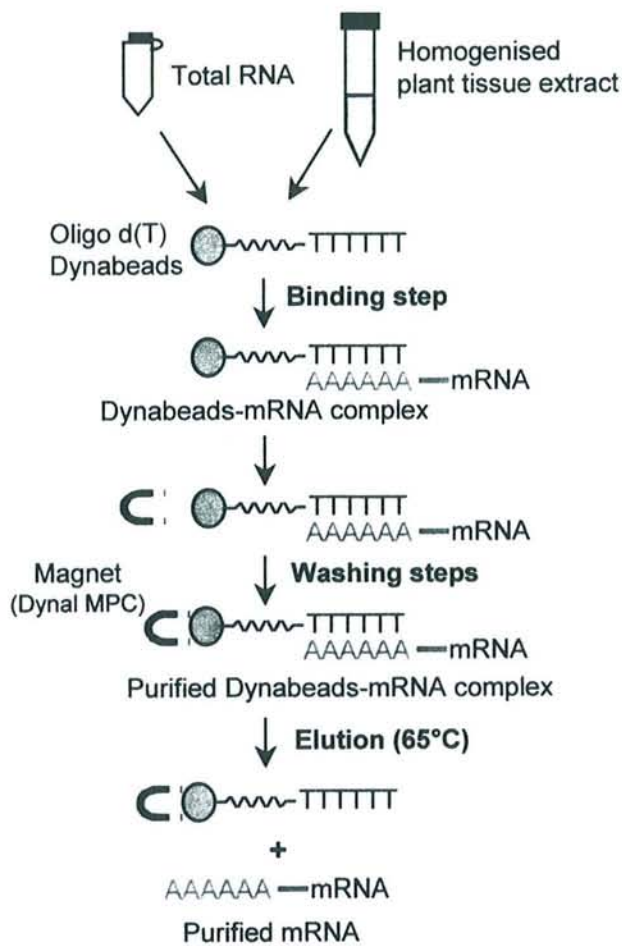 Total RNA
Homogenised
plant tissue extract
Oligo d(T)
Dynabeads
TTTTTT
Binding step
TTTTTT
AAAAAA mRNA
Dynabeads-mRNA complex
TTTTTT
AAAAAA mRNA
Magnet
(Dynal MPC)
Washing steps
TTTTTT
AAAAAA mRNA
Purified Dynabeads-mRNA complex
Elution (65°C)
TTTTTT
+
AAAAAA mRNA
Purified mRNA